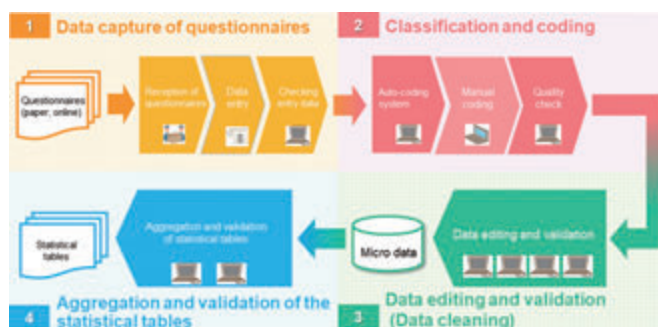 1 Data capture of questionnaires
Questionnaires
(paper, online)
Reception of
questionnaires
Data
entry
Checking
entry data
2 Classification and coding
Auto-coding
system
Manual
coding
Quality
check
Data editing and validation
Micro data
3 Data editing and validation
(Data cleaning)
Aggregation and validation
of statistical tables
Statistical
tables
4 Aggregation and validation of the
statistical tables